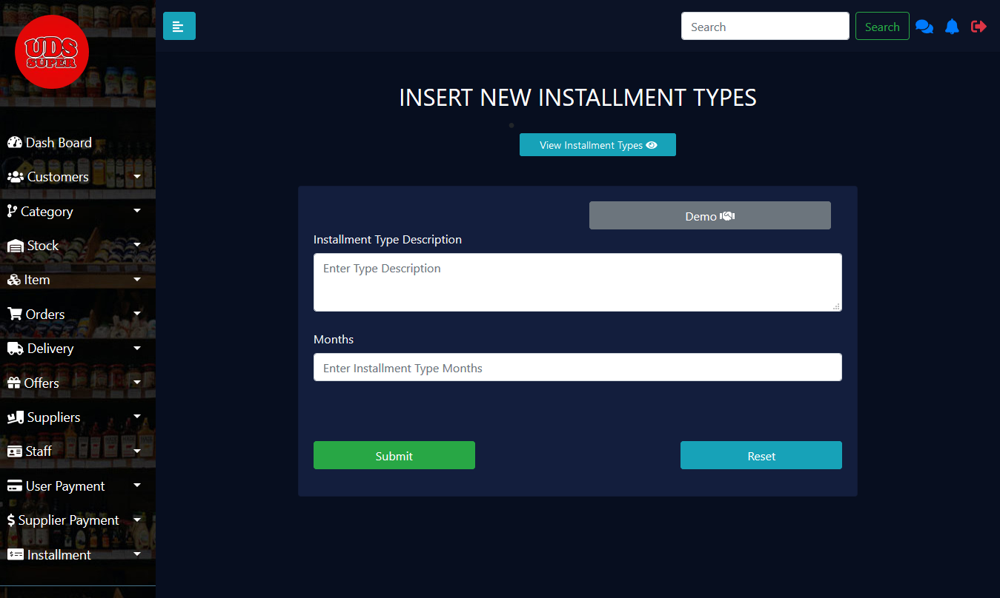 UDS
SUPER
Search
Search
Dash Board
Customers
Category
Stock
Item
Orders
Delivery
Offers
Suppliers
Staff
User Payment
Supplier Payment
Installment
INSERT NEW INSTALLMENT TYPES
View Installment Types
Demo
Installment Type Description
Enter Type Description
Months
Enter Installment Type Months
Submit
Reset